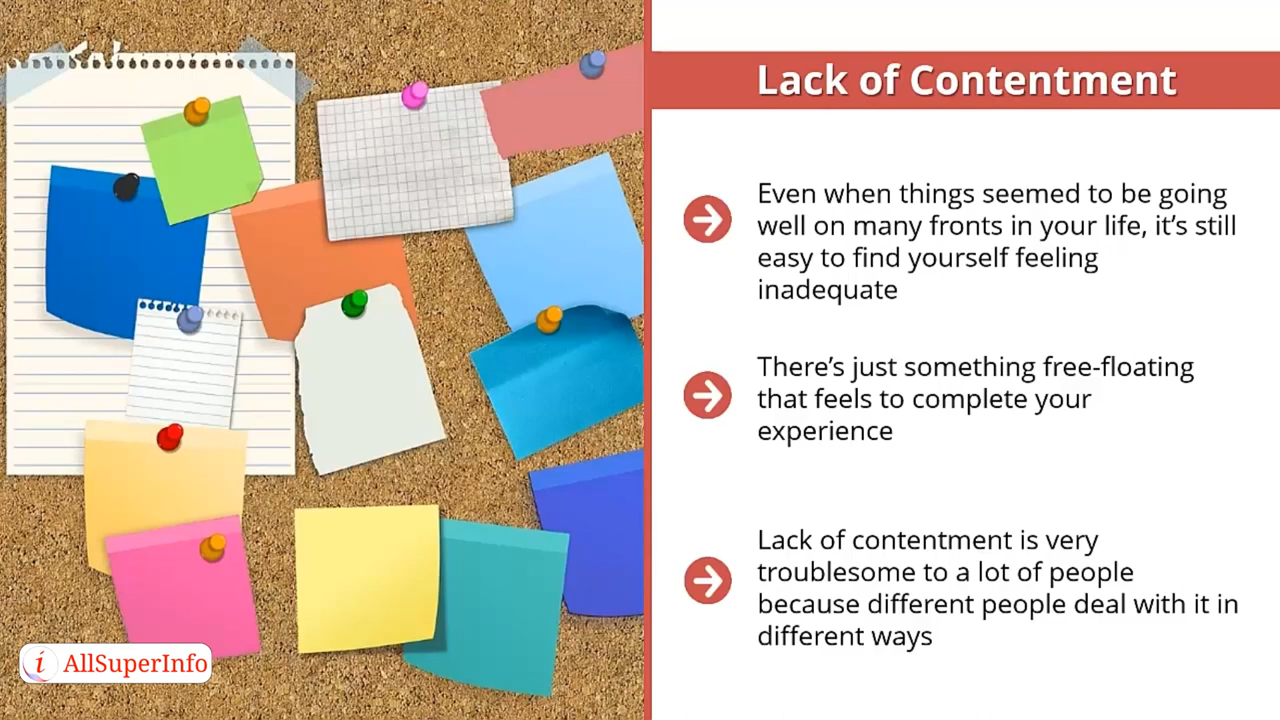 Lack of Contentment
Even when things seemed to be going
well on many fronts in your life, it’s still
easy to find yourself feeling
inadequate
There’s just something free-floating
that feels to complete your
experience
Lack of contentment is very
troublesome to a lot of people
because different people deal with it in
different ways
i AllSuperInfo